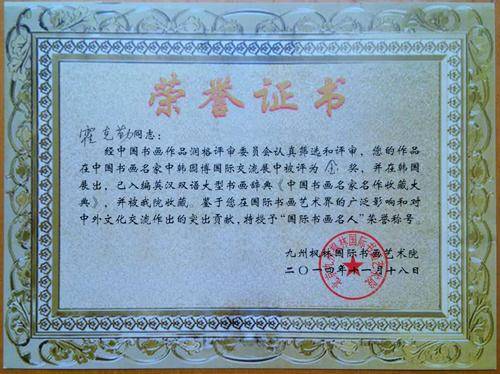 荣誉证书
霍克勤同志：
经中国书画作品润格评审委员会认真筛选和评审，您的作品
在中国书画名家中韩园博国际交流展中被评为金奖，并在韩国
展出，已入编英汉双语大型书画辞典《中国书画名家名作收藏大
典》，并被我院收藏。鉴于您在国际书画艺术界的广泛影响和对
中外文化交流作出的突出贡献，特授予“国际书画名人”荣誉称号。
九州枫林国际书画艺术院
二〇一四年十一月十八日